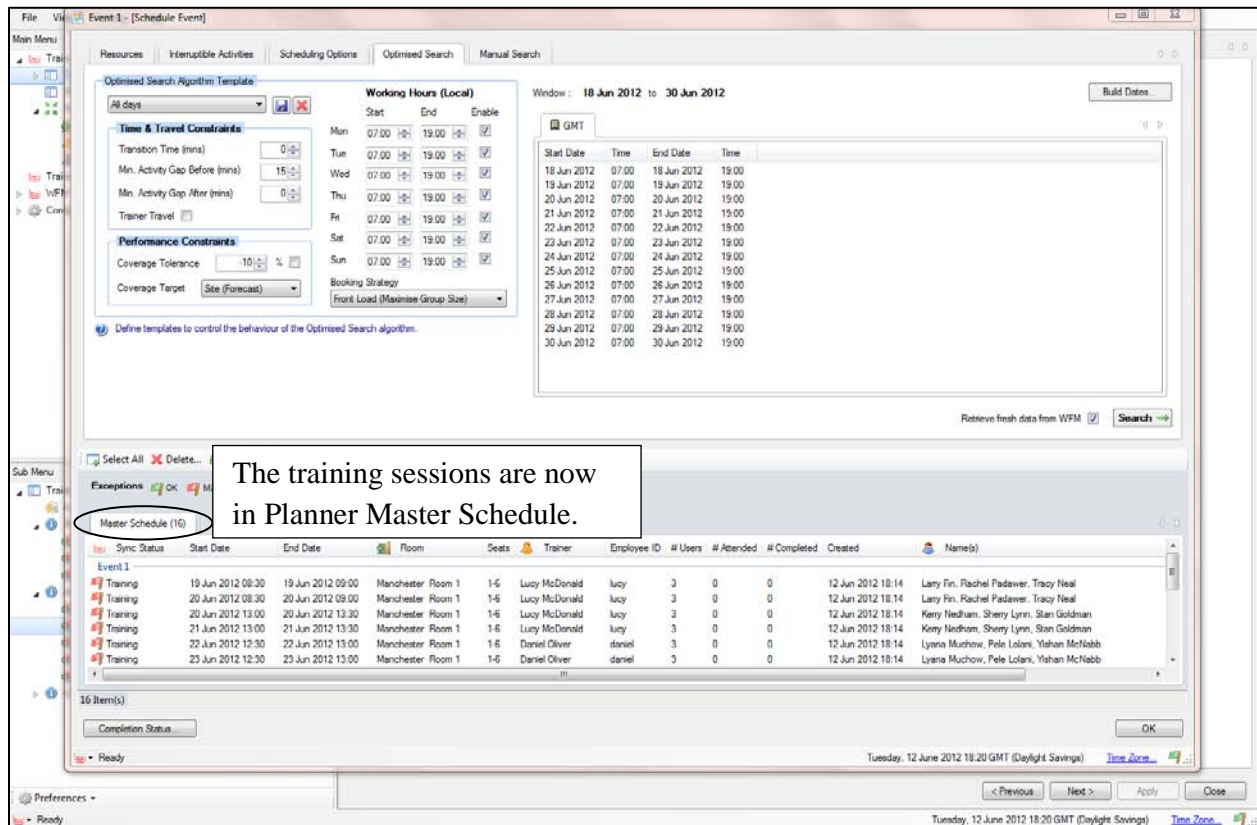 File Vi Event 1 - [Schedule Event]
Main Menu
Resources Interruptible Activities Scheduling Options Optimised Search Manual Search
Trai
Optimised Search Algorithm Template
All days
Working Hours (Local)
Start End Enable
Time & Travel Constraints
Transition Time (mins) 0
Min. Activity Gap Before (mins) 15
Min. Activity Gap After (mins) 0
Trainer Travel
Mon 07:00 19:00
Tue 07:00 19:00
Wed 07:00 19:00
Thu 07:00 19:00
Fri 07:00 19:00
Sat 07:00 19:00
Sun 07:00 19:00
Performance Constraints
Coverage Tolerance -10 %
Coverage Target Site (Forecast)
Booking Strategy
Front Load (Maximise Group Size)
Define templates to control the behaviour of the Optimised Search algorithm.
Trai
WFM
Con
Window : 18 Jun 2012 to 30 Jun 2012 Build Dates...
GMT
Start Date Time End Date Time
18 Jun 2012 07:00 18 Jun 2012 19:00
19 Jun 2012 07:00 19 Jun 2012 19:00
20 Jun 2012 07:00 20 Jun 2012 19:00
21 Jun 2012 07:00 21 Jun 2012 19:00
22 Jun 2012 07:00 22 Jun 2012 19:00
23 Jun 2012 07:00 23 Jun 2012 19:00
24 Jun 2012 07:00 24 Jun 2012 19:00
25 Jun 2012 07:00 25 Jun 2012 19:00
26 Jun 2012 07:00 26 Jun 2012 19:00
27 Jun 2012 07:00 27 Jun 2012 19:00
28 Jun 2012 07:00 28 Jun 2012 19:00
29 Jun 2012 07:00 29 Jun 2012 19:00
30 Jun 2012 07:00 30 Jun 2012 19:00
Retrieve fresh data from WFM Search
Select All Delete...
Sub Menu
Trai
Exceptions OK M
The training sessions are now
in Planner Master Schedule.
Master Schedule (16)
Sync Status Start Date End Date Room Seats Trainer Employee ID # Users # Attended # Completed Created Name(s)
Event 1
Training 19 Jun 2012 08:30 19 Jun 2012 09:00 Manchester Room 1 1-6 Lucy McDonald lucy 3 0 0 12 Jun 2012 18:14 Larry Fin, Rachel Padawer, Tracy Neal
Training 20 Jun 2012 08:30 20 Jun 2012 09:00 Manchester Room 1 1-6 Lucy McDonald lucy 3 0 0 12 Jun 2012 18:14 Larry Fin, Rachel Padawer, Tracy Neal
Training 20 Jun 2012 13:00 20 Jun 2012 13:30 Manchester Room 1 1-6 Lucy McDonald lucy 3 0 0 12 Jun 2012 18:14 Kerry Nedham, Sherry Lynn, Stan Goldman
Training 21 Jun 2012 13:00 21 Jun 2012 13:30 Manchester Room 1 1-6 Lucy McDonald lucy 3 0 0 12 Jun 2012 18:14 Kerry Nedham, Sherry Lynn, Stan Goldman
Training 22 Jun 2012 12:30 22 Jun 2012 13:00 Manchester Room 1 1-6 Daniel Oliver daniel 3 0 0 12 Jun 2012 18:14 Lyana Muchow, Pele Lolani, Yishan McNabb
Training 23 Jun 2012 12:30 23 Jun 2012 13:00 Manchester Room 1 1-6 Daniel Oliver daniel 3 0 0 12 Jun 2012 18:14 Lyana Muchow, Pele Lolani, Yishan McNabb
16 Item(s)
Completion Status... OK
Ready Tuesday, 12 June 2012 18:20 GMT (Daylight Savings) Time Zone...
< Previous Next > Apply Close
Preferences
Ready Tuesday, 12 June 2012 18:20 GMT (Daylight Savings) Time Zone...